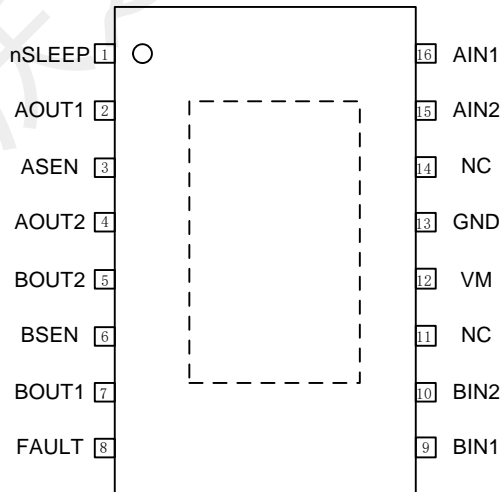 nSLEEP 1 16 AIN1
AOUT1 2 15 AIN2
ASEN 3 14 NC
AOUT2 4 13 GND
BOUT2 5 12 VM
BSEN 6 11 NC
BOUT1 7 10 BIN2
FAULT 8 9 BIN1